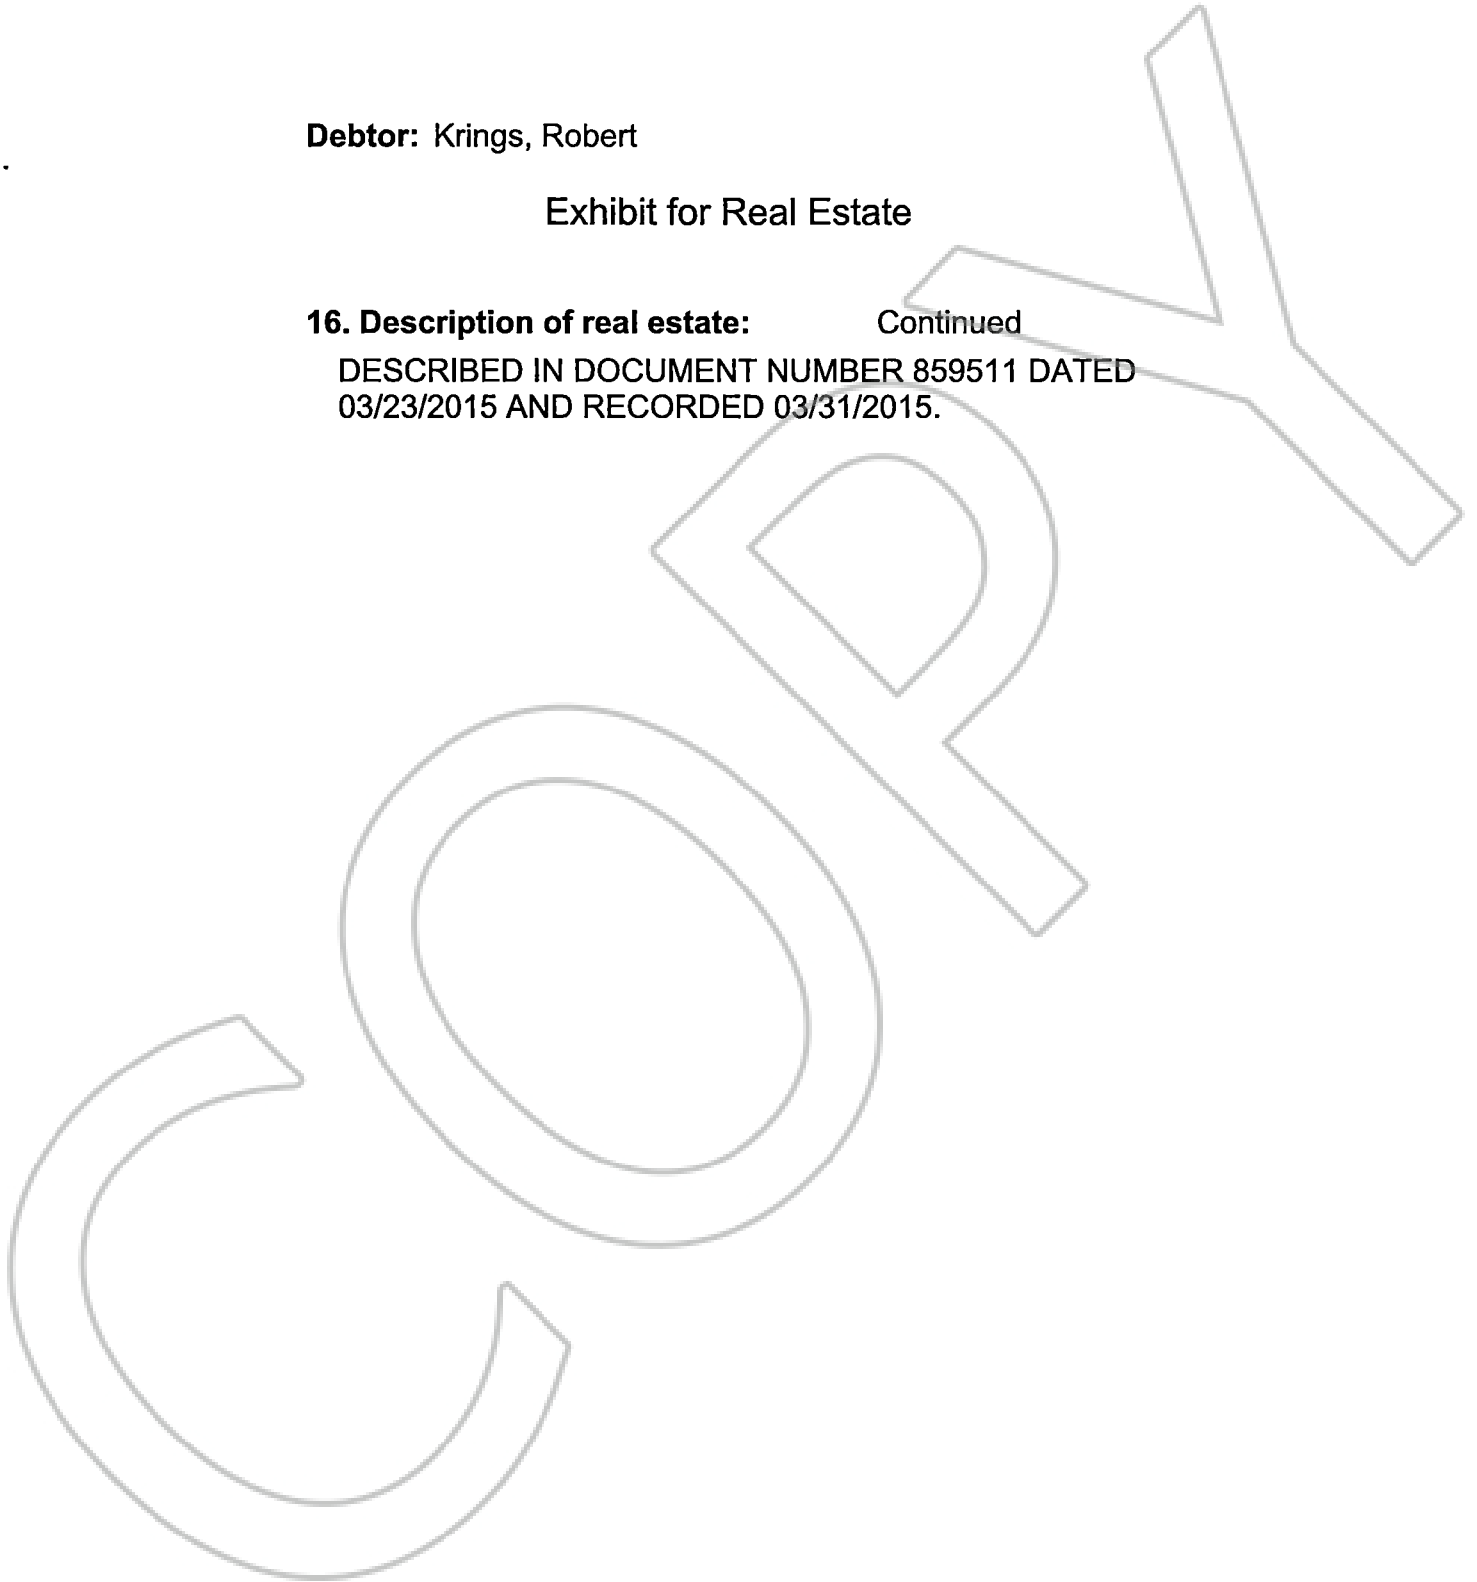 Debtor: Krings, Robert
Exhibit for Real Estate
16. Description of real estate: Continued
DESCRIBED IN DOCUMENT NUMBER 859511 DATED
03/23/2015 AND RECORDED 03/31/2015.
COPY